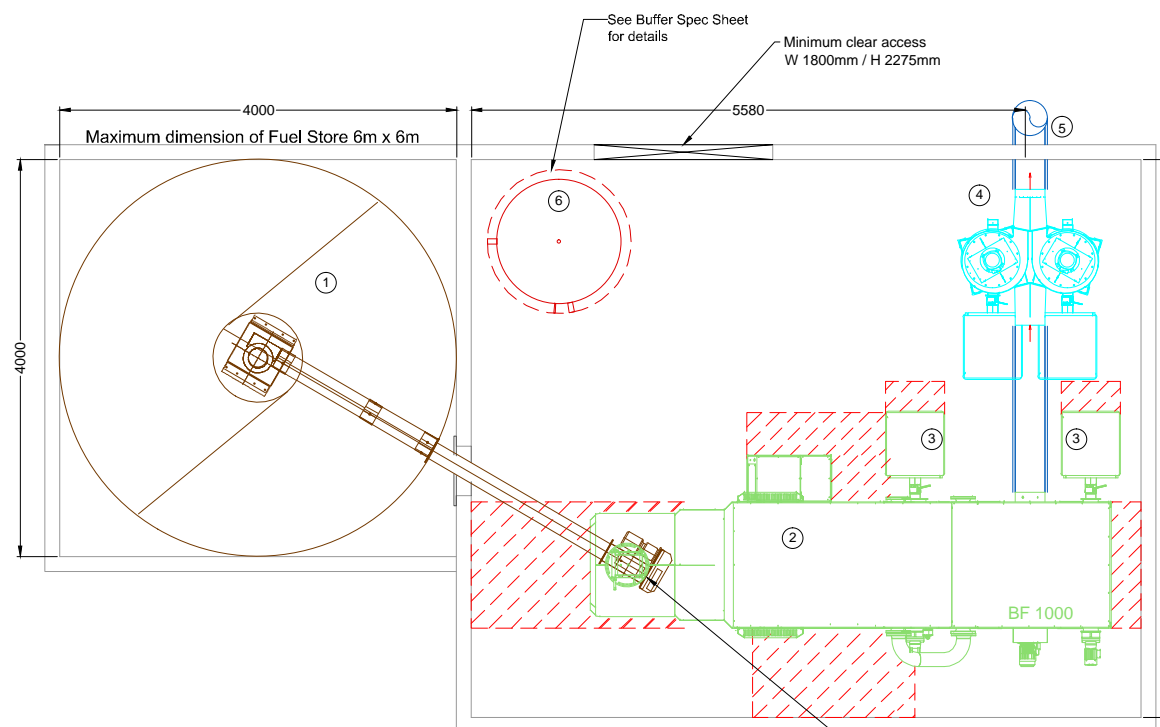 See Buffer Spec Sheet
for details
Minimum clear access
W 1800mm / H 2275mm
4000
5580
Maximum dimension of Fuel Store 6m x 6m
5
6
4
1
4000
3
3
2
BF 1000